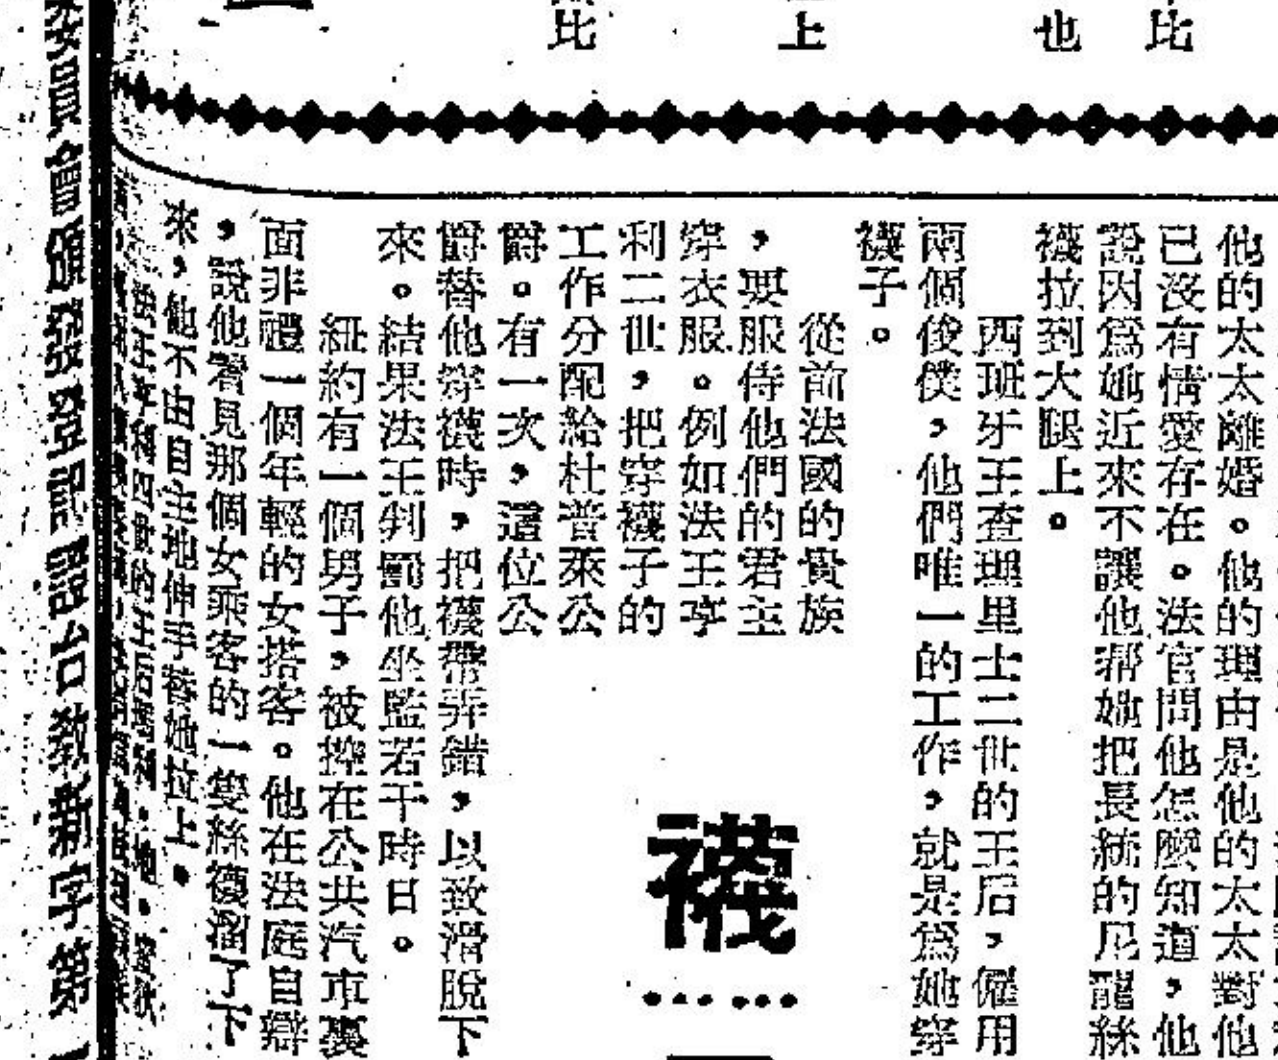 比
也
上
比
他的太太離婚。他的理由是他的太太對他
已沒有情愛存在。法官問他怎麼知道，他
說因爲她近來不讓他幫她把長統的尼龍絲
襪拉到大腿上。
西班牙王查理士二世的王后，僱用
兩個俊僕，他們唯一的工作，就是爲她穿
襪子。
從前法國的貴族
，要服侍他們的君主
穿衣服。例如法王亨
利二世，把穿襪子的
工作分配給杜普萊公
爵。有一次，這位公
爵替他穿襪時，把襪帶弄錯，以致滑脫下
來。結果法王判罰他坐監若干時日。
紐約有一個男子，被控在公共汽車裏
面非禮一個年輕的女搭客。他在法庭自辯
，說他看見那個女乘客的一隻絲襪溜了下
來，他不由自主地伸手替她拉上。
襪……
員會頒發登記證台敎新字第